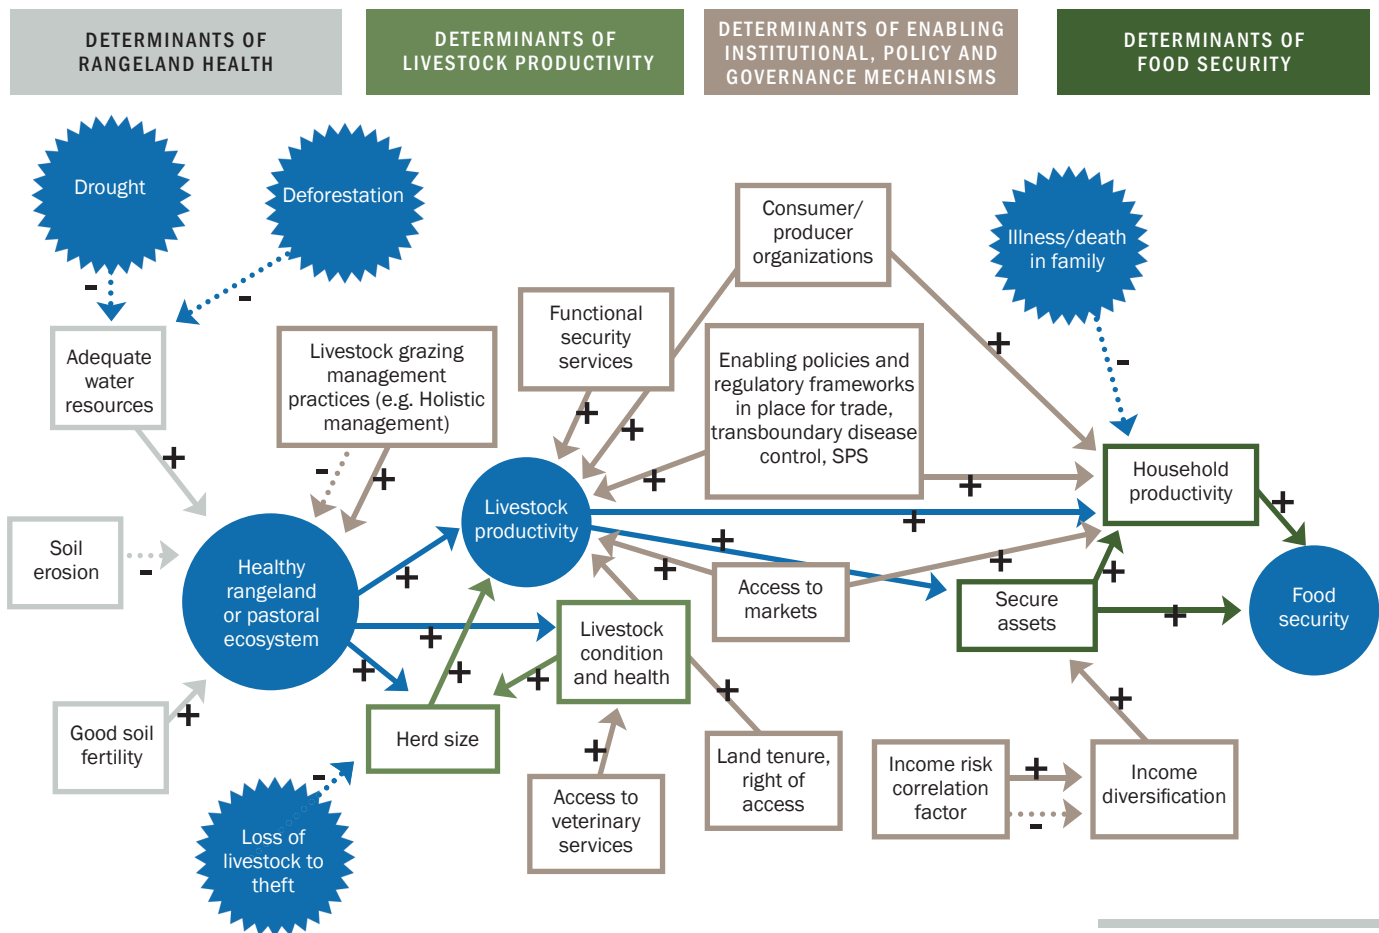 DETERMINANTS OF
RANGELAND HEALTH
DETERMINANTS OF
LIVESTOCK PRODUCTIVITY
DETERMINANTS OF ENABLING
INSTITUTIONAL, POLICY AND
GOVERNANCE MECHANISMS
DETERMINANTS OF
FOOD SECURITY
Drought
Deforestation
Consumer/
producer
organizations
Illness/death
in family
Functional
security
services
Adequate
water
resources
Livestock grazing
management
practices (e.g. Holistic
management)
Enabling policies and
regulatory frameworks
in place for trade,
transboundary disease
control, SPS
Household
productivity
Livestock
productivity
Soil
erosion
Healthy
rangeland
or pastoral
ecosystem
Access to
markets
Secure
assets
Food
security
Livestock
condition
and health
Good soil
fertility
Herd size
Land tenure,
right of
access
Income risk
correlation
factor
Income
diversification
Access to
veterinary
services
Loss of
livestock to
theft